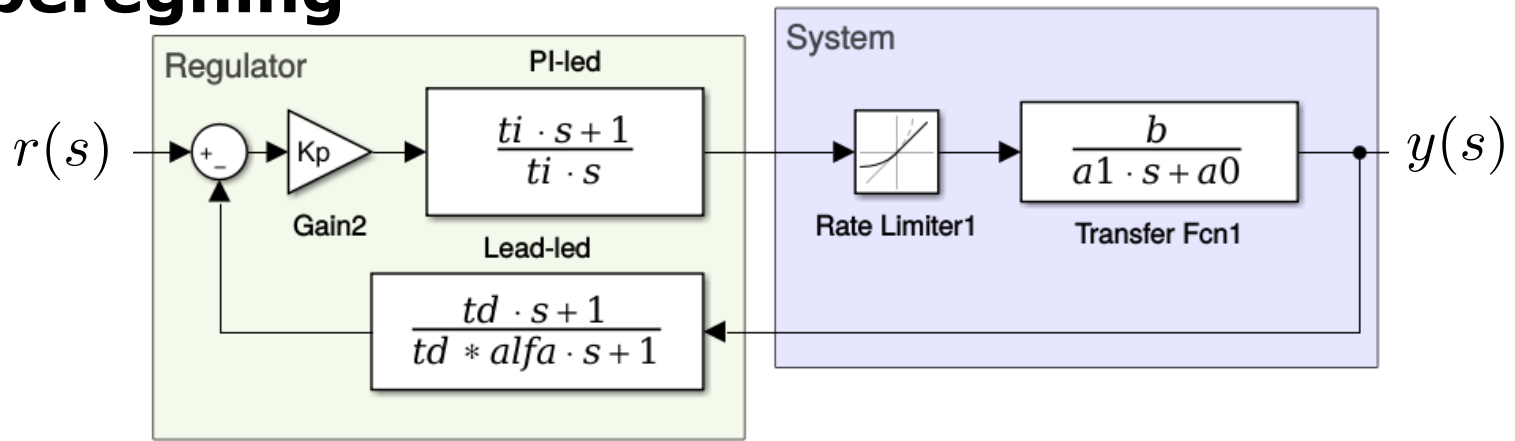 beregning
Regulator
PI-led
System
r(s)
+
−
Kp
ti · s + 1
ti · s
b
a1 · s + a0
y(s)
Gain2
Rate Limiter1
Transfer Fcn1
Lead-led
td · s + 1
td * alfa · s + 1